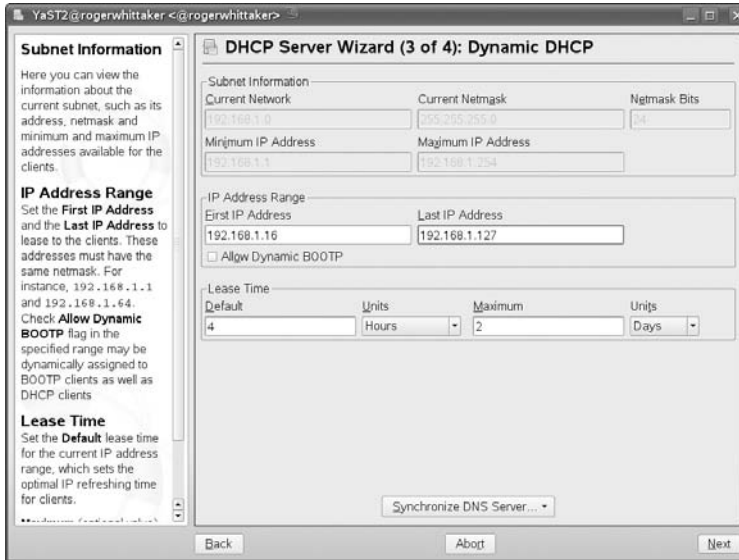 YaST2@rogerwhittaker <@rogerwhittaker>
Subnet Information
Here you can view the
information about the
current subnet, such as its
address, netmask and
minimum and maximum IP
addresses available for the
clients.
IP Address Range
Set the First IP Address
and the Last IP Address to
lease to the clients. These
addresses must have the
same netmask. For
instance, 192.168.1.1
and 192.168.1.64.
Check Allow Dynamic
BOOTP flag in the
specified range may be
dynamically assigned to
BOOTP clients as well as
DHCP clients
Lease Time
Set the Default lease time
for the current IP address
range, which sets the
optimal IP refreshing time
for clients.
DHCP Server Wizard (3 of 4): Dynamic DHCP
Subnet Information
Current Network Current Netmask Netmask Bits
192.168.1.0 255.255.255.0 24
Minimum IP Address Maximum IP Address
192.168.1.1 192.168.1.254
IP Address Range
First IP Address Last IP Address
192.168.1.16 192.168.1.127
Allow Dynamic BOOTP
Lease Time
Default Units Maximum Units
4 Hours 2 Days
Synchronize DNS Server...
Back Abort Next